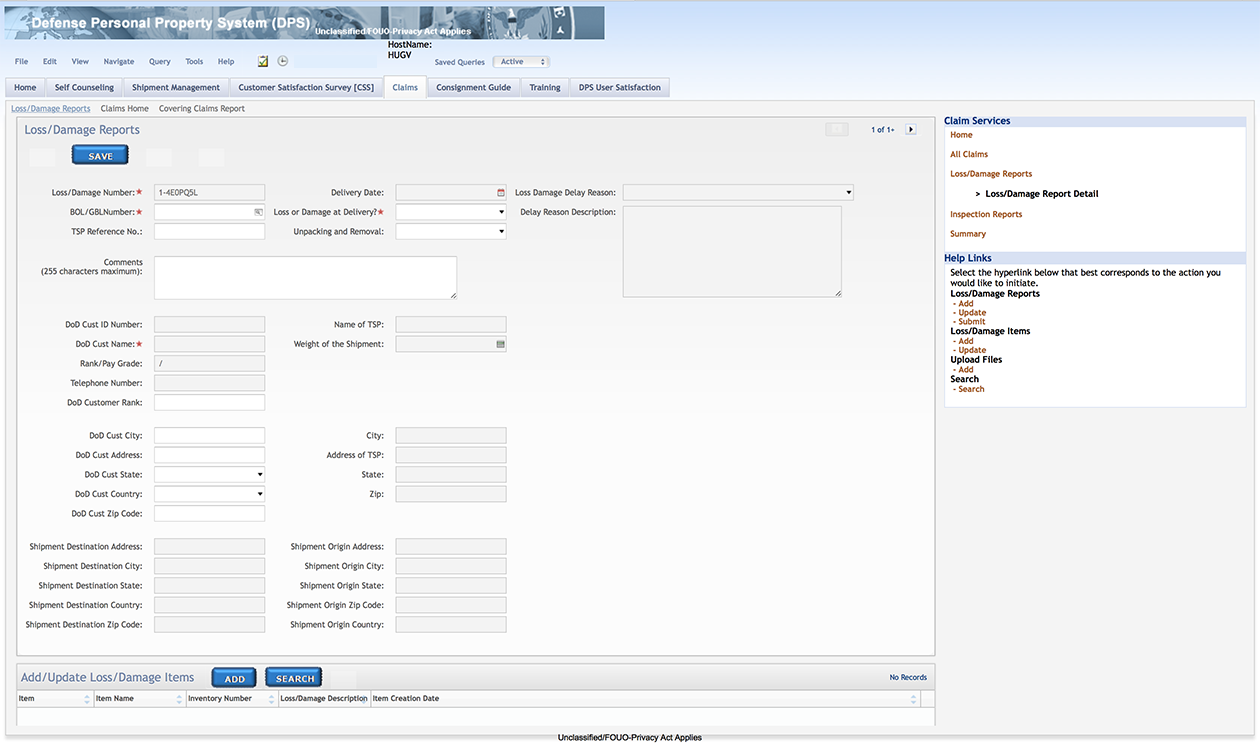 Defense Personal Property System (DPS)
Unclassified/FOUO-Privacy Act Applies
HostName:
HUGV
File Edit View Navigate Query Tools Help
Saved Queries Active
Home Self Counseling Shipment Management Customer Satisfaction Survey [CSS] Claims Consignment Guide Training DPS User Satisfaction
Loss/Damage Reports Claims Home Covering Claims Report
Loss/Damage Reports
1 of 1+
SAVE
Loss/Damage Number:* 1-4E0PQ5L Delivery Date: Loss Damage Delay Reason:
BOL/GBLNumber:* Loss or Damage at Delivery?* Delay Reason Description:
TSP Reference No.: Unpacking and Removal:
Comments
(255 characters maximum):
DoD Cust ID Number: Name of TSP:
DoD Cust Name:* Weight of the Shipment:
Rank/Pay Grade: /
Telephone Number:
DoD Customer Rank:
DoD Cust City: City:
DoD Cust Address: Address of TSP:
DoD Cust State: State:
DoD Cust Country: Zip:
DoD Cust Zip Code:
Shipment Destination Address: Shipment Origin Address:
Shipment Destination City: Shipment Origin City:
Shipment Destination State: Shipment Origin State:
Shipment Destination Country: Shipment Origin Zip Code:
Shipment Destination Zip Code: Shipment Origin Country:
Add/Update Loss/Damage Items ADD SEARCH No Records
Item Item Name Inventory Number Loss/Damage Description Item Creation Date
Claim Services
Home
All Claims
Loss/Damage Reports
> Loss/Damage Report Detail
Inspection Reports
Summary
Help Links
Select the hyperlink below that best corresponds to the action you
would like to initiate.
Loss/Damage Reports
- Add
- Update
- Submit
Loss/Damage Items
- Add
- Update
Upload Files
- Add
Search
- Search
Unclassified/FOUO-Privacy Act Applies